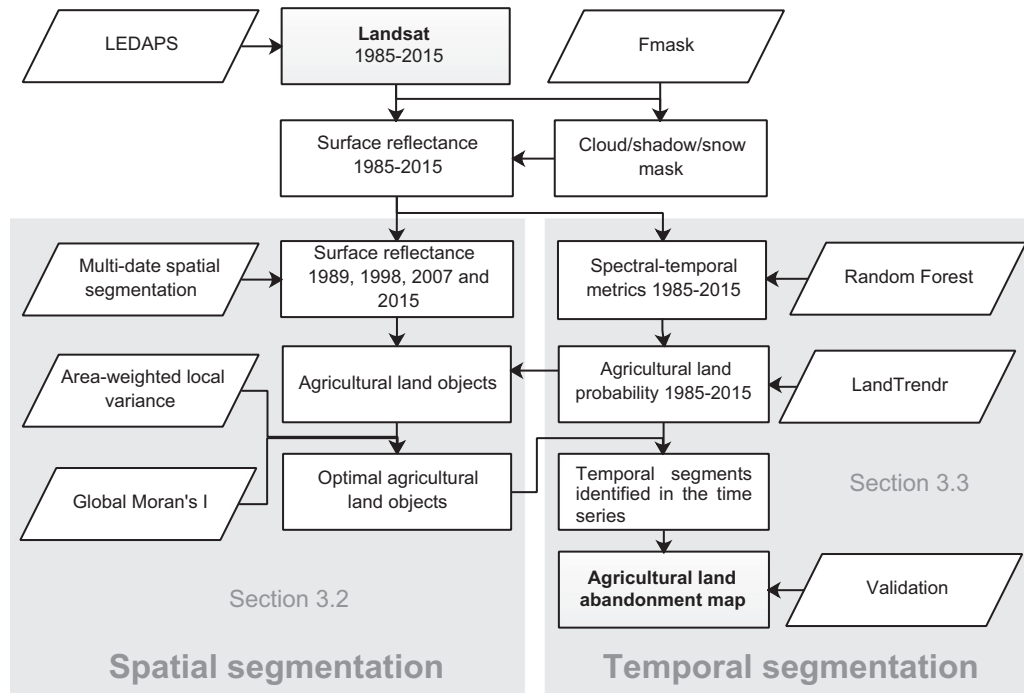 LEDAPS
Landsat
1985-2015
Fmask
Surface reflectance
1985-2015
Cloud/shadow/snow
mask
Multi-date spatial
segmentation
Surface reflectance
1989, 1998, 2007 and
2015
Spectral-temporal
metrics 1985-2015
Random Forest
Area-weighted local
variance
Agricultural land objects
Agricultural land
probability 1985-2015
LandTrendr
Global Moran's I
Optimal agricultural
land objects
Temporal segments
identified in the time
series
Section 3.3
Section 3.2
Agricultural land
abandonment map
Validation
Spatial segmentation
Temporal segmentation